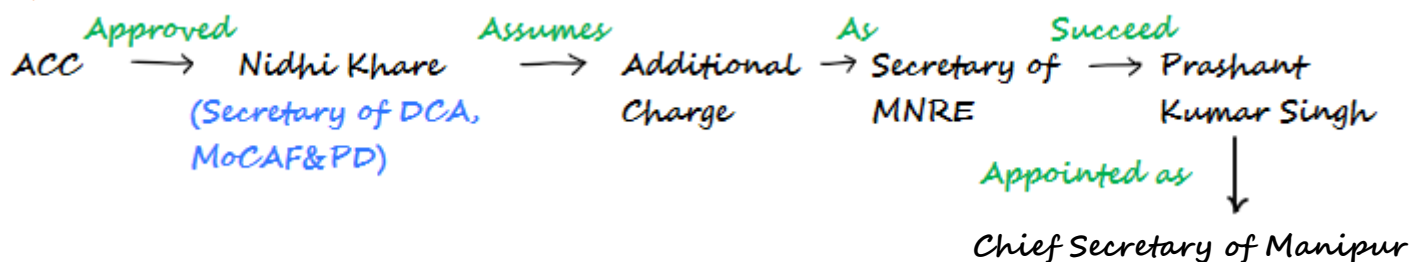 Approved Assumes As Succeed
ACC → Nidhi Khare → Additional → Secretary of → Prashant
(Secretary of DCA, Charge MNRE Kumar Singh
MoCAF&PD)
Appointed as
Chief Secretary of Manipur